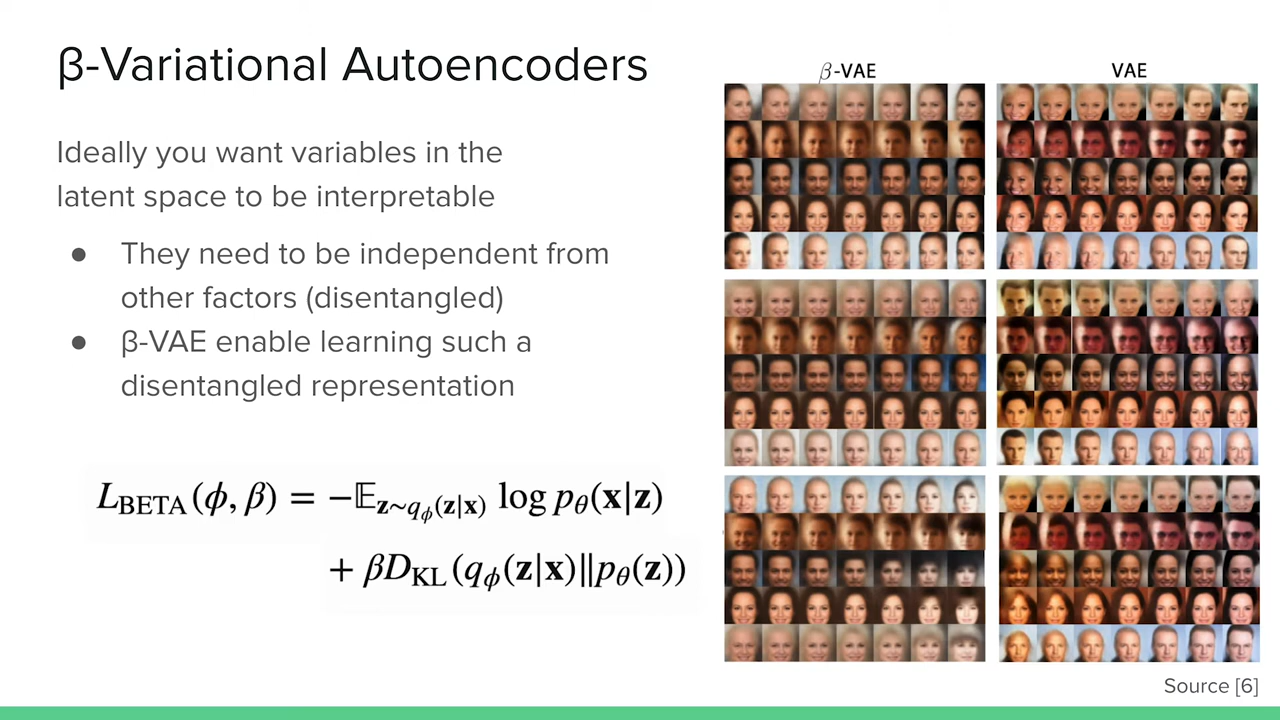 β-Variational Autoencoders
Ideally you want variables in the
latent space to be interpretable
● They need to be independent from
other factors (disentangled)
● β-VAE enable learning such a
disentangled representation
L_BETA(ϕ, β) = −𝔼_z∼q_ϕ(z|x) log p_θ(x|z)
+ βD_KL(q_ϕ(z|x)‖p_θ(z))
β-VAE
VAE
Source [6]